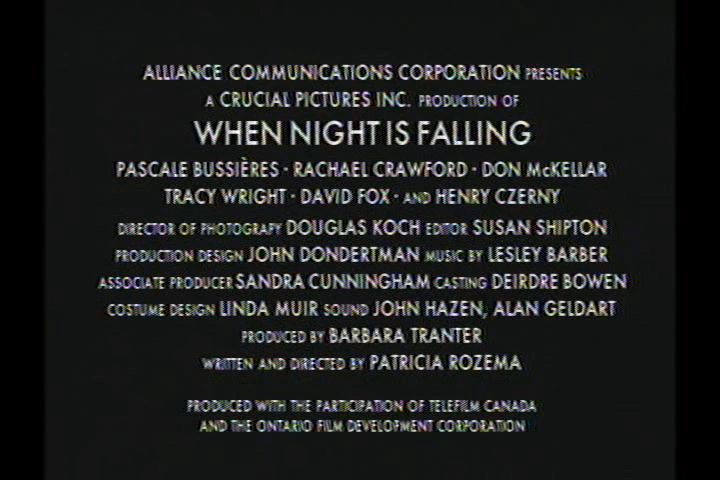 ALLIANCE COMMUNICATIONS CORPORATION PRESENTS
A CRUCIAL PICTURES INC. PRODUCTION OF
WHEN NIGHT IS FALLING
PASCALE BUSSIÈRES · RACHAEL CRAWFORD · DON McKELLAR
TRACY WRIGHT · DAVID FOX · AND HENRY CZERNY
DIRECTOR OF PHOTOGRAFY DOUGLAS KOCH EDITOR SUSAN SHIPTON
PRODUCTION DESIGN JOHN DONDERTMAN MUSIC BY LESLEY BARBER
ASSOCIATE PRODUCER SANDRA CUNNINGHAM CASTING DEIRDRE BOWEN
COSTUME DESIGN LINDA MUIR SOUND JOHN HAZEN, ALAN GELDART
PRODUCED BY BARBARA TRANTER
WRITTEN AND DIRECTED BY PATRICIA ROZEMA
PRODUCED WITH THE PARTICIPATION OF TELEFILM CANADA
AND THE ONTARIO FILM DEVELOPMENT CORPORATION